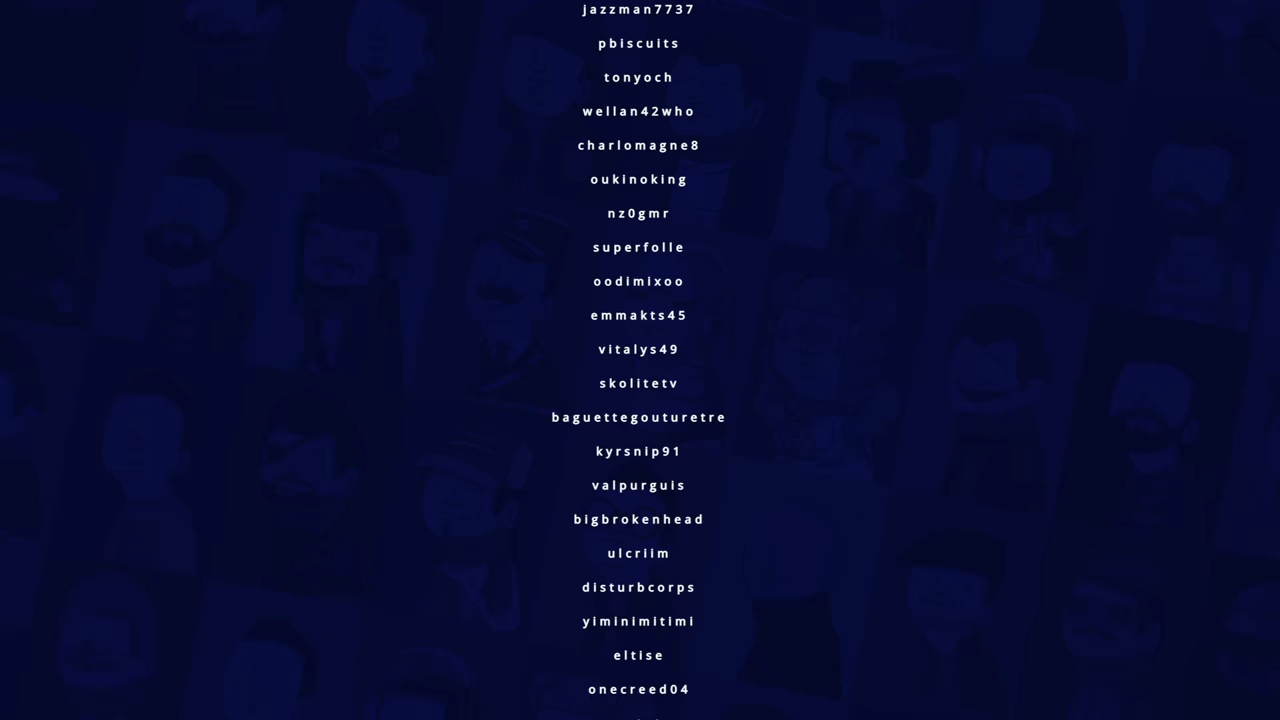 jazzman7737
pbiscuits
tonyoch
wellan42who
charlomagne8
oukinoking
nz0gmr
superfolle
oodimixoo
emmakts45
vitalys49
skolitetv
baguettegouturetre
kyrsnip91
valpurguis
bigbrokenhead
ulcriim
disturbcorps
yiminimitimi
eltise
onecreed04